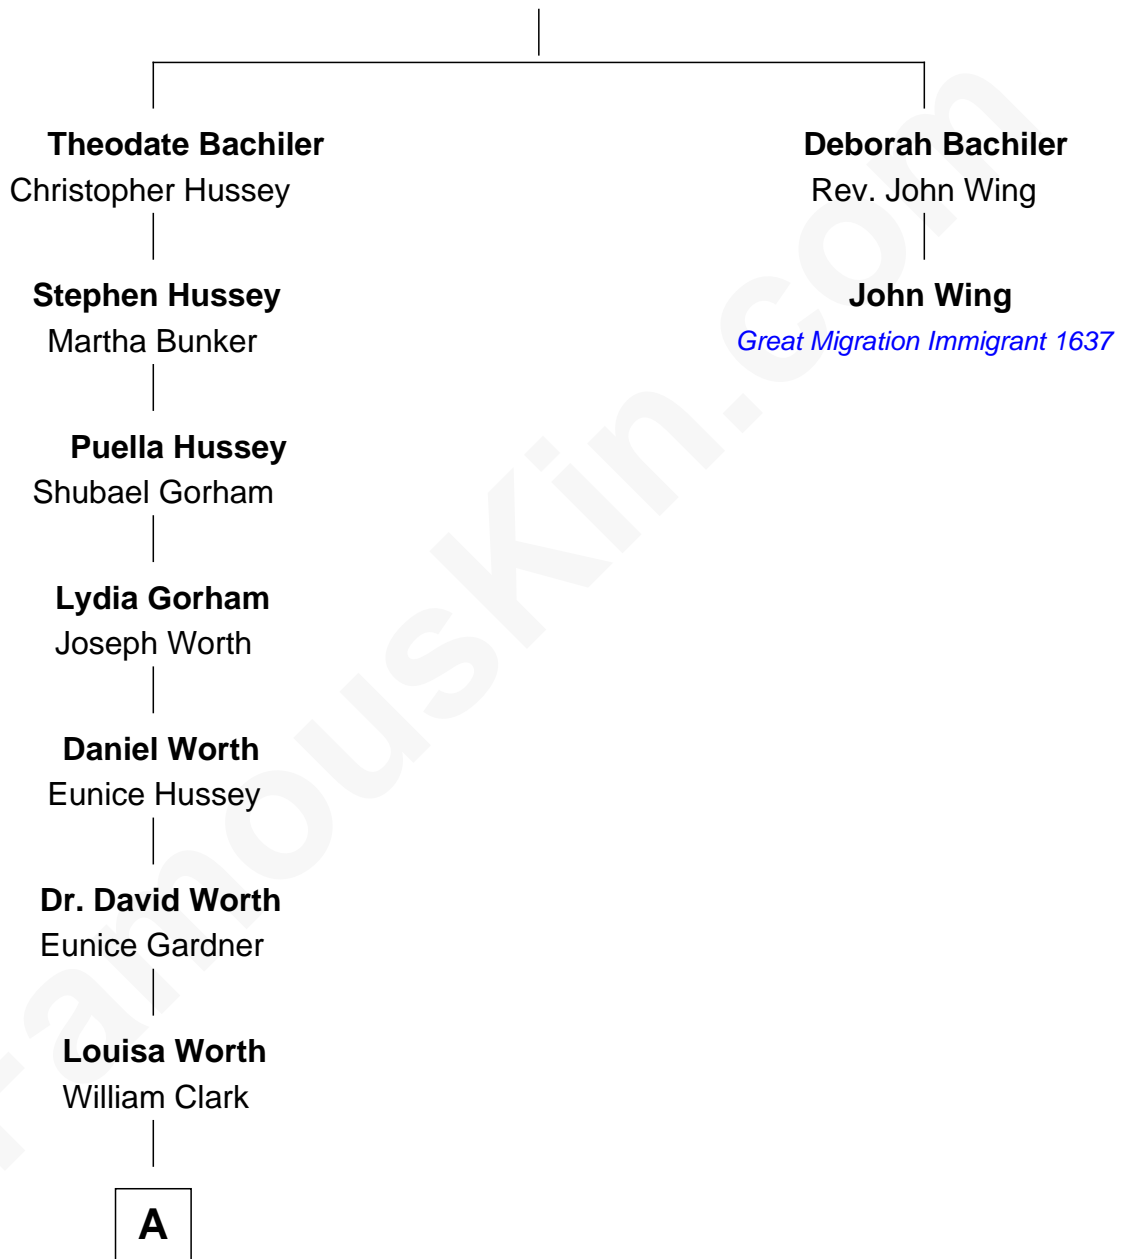 Theodate Bachiler
Christopher Hussey
Deborah Bachiler
Rev. John Wing
Stephen Hussey
Martha Bunker
John Wing
Great Migration Immigrant 1637
Puella Hussey
Shubael Gorham
Lydia Gorham
Joseph Worth
Daniel Worth
Eunice Hussey
Dr. David Worth
Eunice Gardner
Louisa Worth
William Clark
A
FamousKin.com